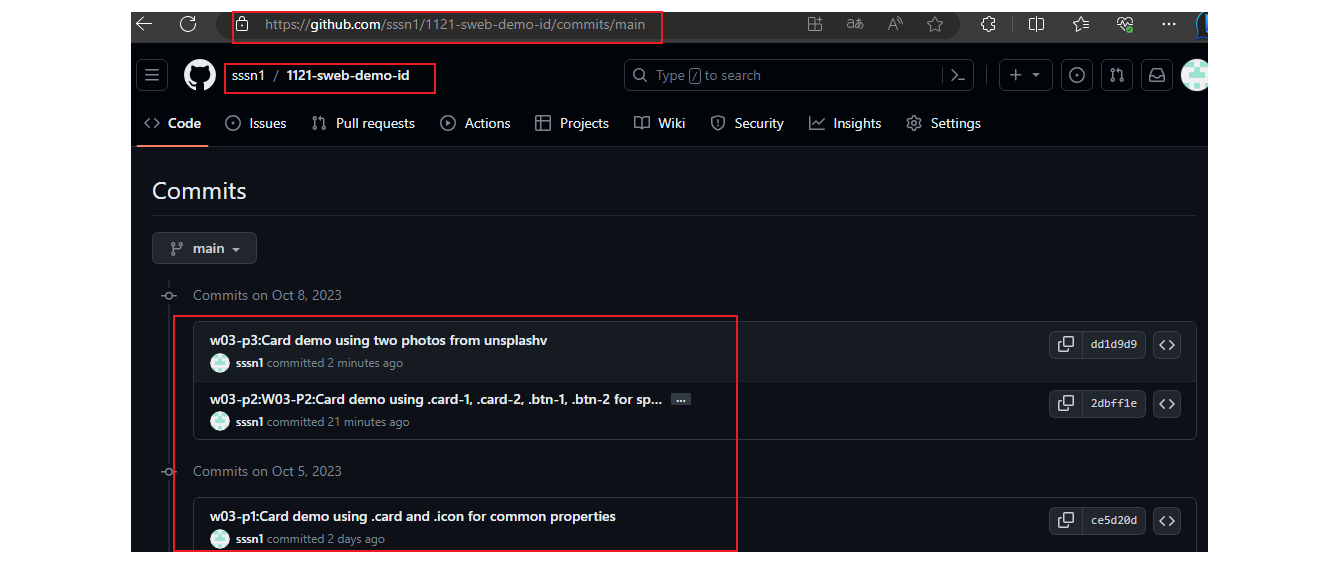 https://github.com/sssn1/1121-sweb-demo-id/commits/main
sssn1 / 1121-sweb-demo-id
Type / to search
Code Issues Pull requests Actions Projects Wiki Security Insights Settings
Commits
main
Commits on Oct 8, 2023
w03-p3:Card demo using two photos from unsplashv
dd1d9d9
sssn1 committed 2 minutes ago
w03-p2:W03-P2:Card demo using .card-1, .card-2, .btn-1, .btn-2 for sp... ...
2dbff1e
sssn1 committed 21 minutes ago
Commits on Oct 5, 2023
w03-p1:Card demo using .card and .icon for common properties
ce5d20d
sssn1 committed 2 days ago